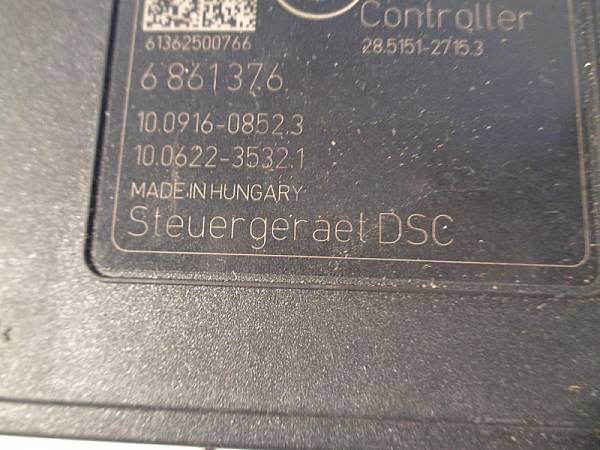 Controller
61362500766
28.5151-2715.3
6 861 376
10.0916-0852.3
10.0622-3532.1
MADE IN HUNGARY
Steuergeraet DSC